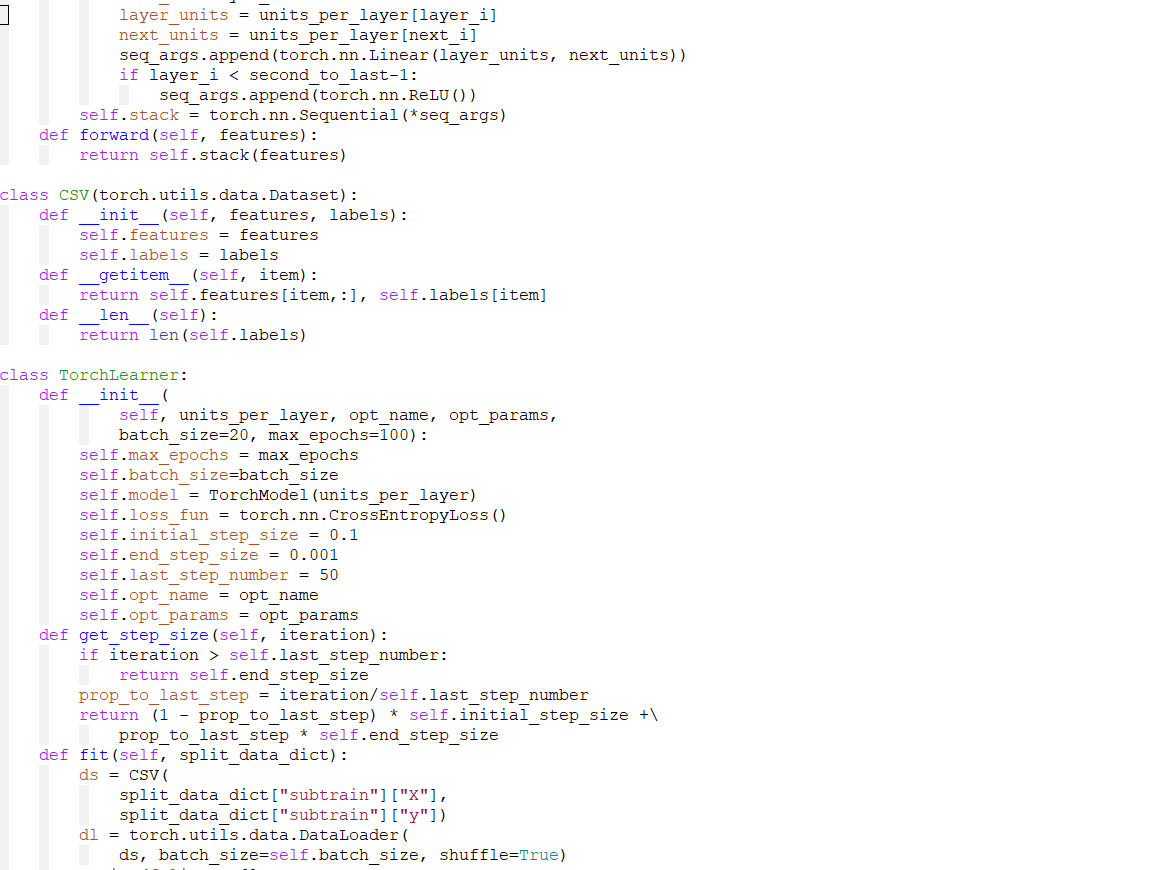 layer_units = units_per_layer[layer_i]
            next_units = units_per_layer[next_i]
            seq_args.append(torch.nn.Linear(layer_units, next_units))
            if layer_i < second_to_last-1:
                seq_args.append(torch.nn.ReLU())
        self.stack = torch.nn.Sequential(*seq_args)
    def forward(self, features):
        return self.stack(features)

class CSV(torch.utils.data.Dataset):
    def __init__(self, features, labels):
        self.features = features
        self.labels = labels
    def __getitem__(self, item):
        return self.features[item,:], self.labels[item]
    def __len__(self):
        return len(self.labels)

class TorchLearner:
    def __init__(
            self, units_per_layer, opt_name, opt_params,
            batch_size=20, max_epochs=100):
        self.max_epochs = max_epochs
        self.batch_size=batch_size
        self.model = TorchModel(units_per_layer)
        self.loss_fun = torch.nn.CrossEntropyLoss()
        self.initial_step_size = 0.1
        self.end_step_size = 0.001
        self.last_step_number = 50
        self.opt_name = opt_name
        self.opt_params = opt_params
    def get_step_size(self, iteration):
        if iteration > self.last_step_number:
            return self.end_step_size
        prop_to_last_step = iteration/self.last_step_number
        return (1 - prop_to_last_step) * self.initial_step_size +\
            prop_to_last_step * self.end_step_size
    def fit(self, split_data_dict):
        ds = CSV(
            split_data_dict["subtrain"]["X"],
            split_data_dict["subtrain"]["y"])
        dl = torch.utils.data.DataLoader(
            ds, batch_size=self.batch_size, shuffle=True)